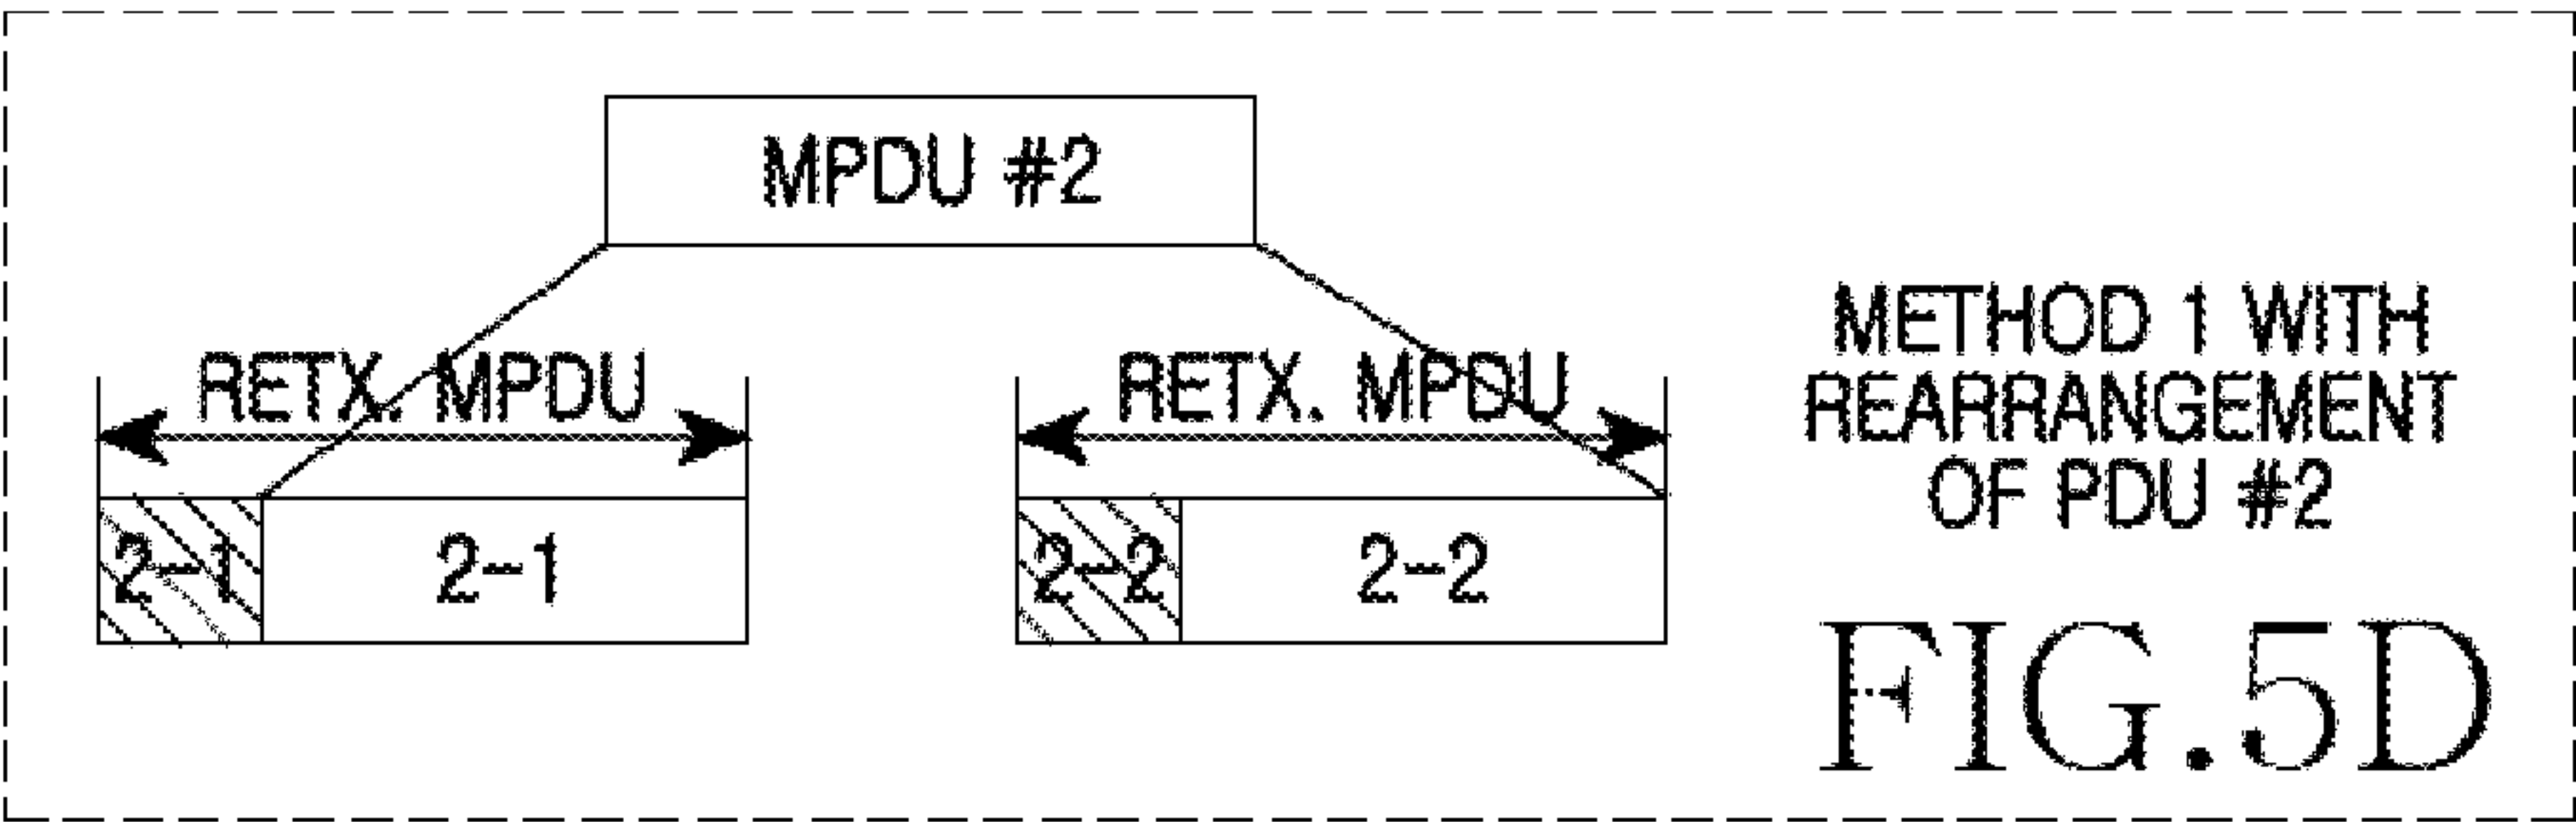 MPDU #2
RETX. MPDU
RETX. MPDU
2-1
2-1
2-2
2-2
METHOD 1 WITH
REARRANGEMENT
OF PDU #2
FIG.5D